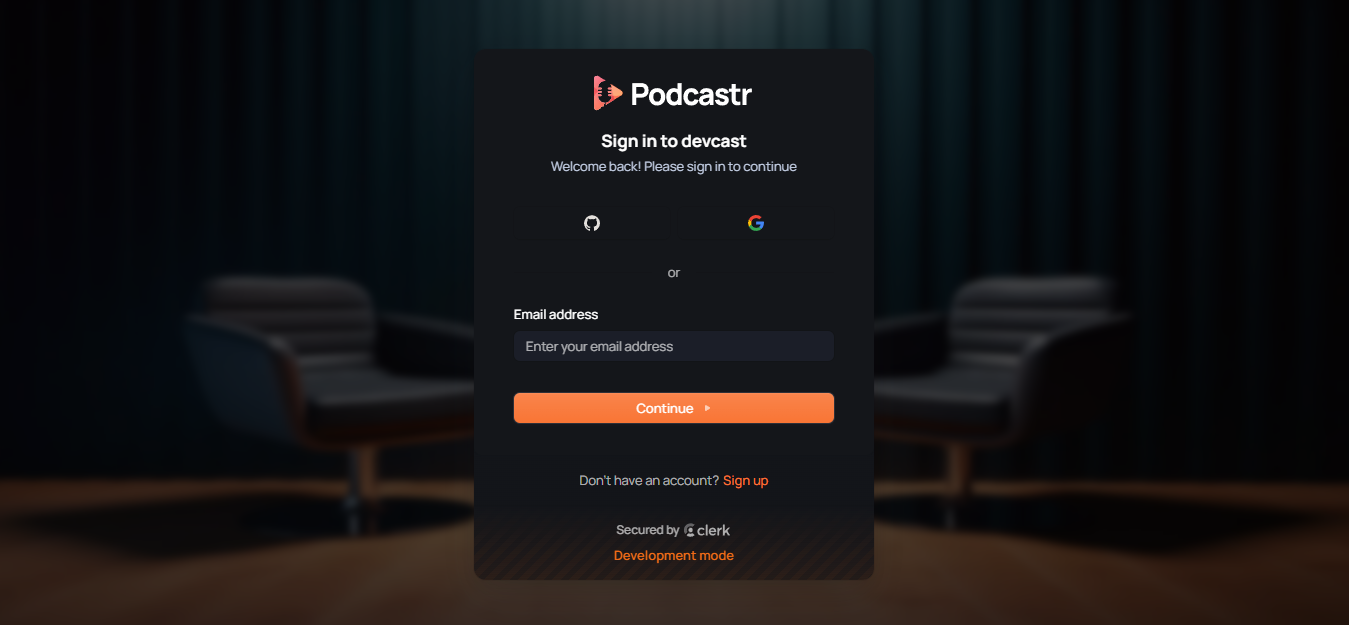 Podcastr
Sign in to devcast
Welcome back! Please sign in to continue
or
Email address
Enter your email address
Continue
Don't have an account? Sign up
Secured by clerk
Development mode